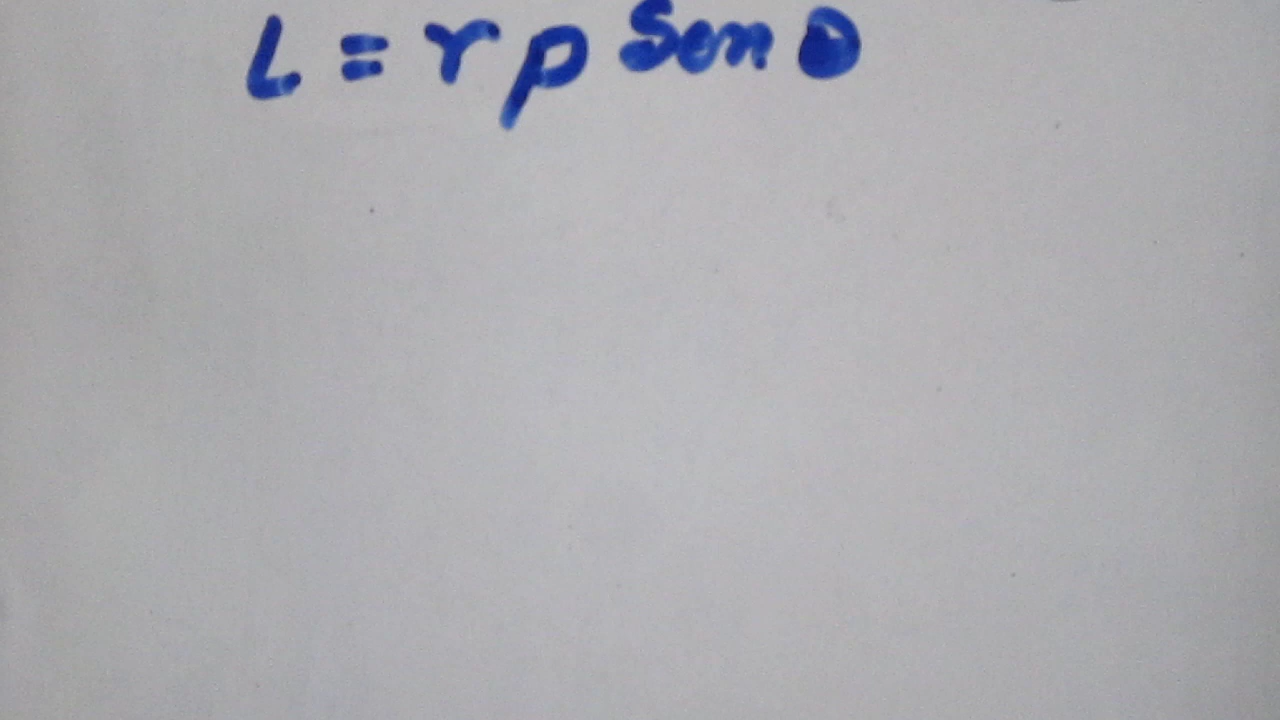 L = r p Sen θ